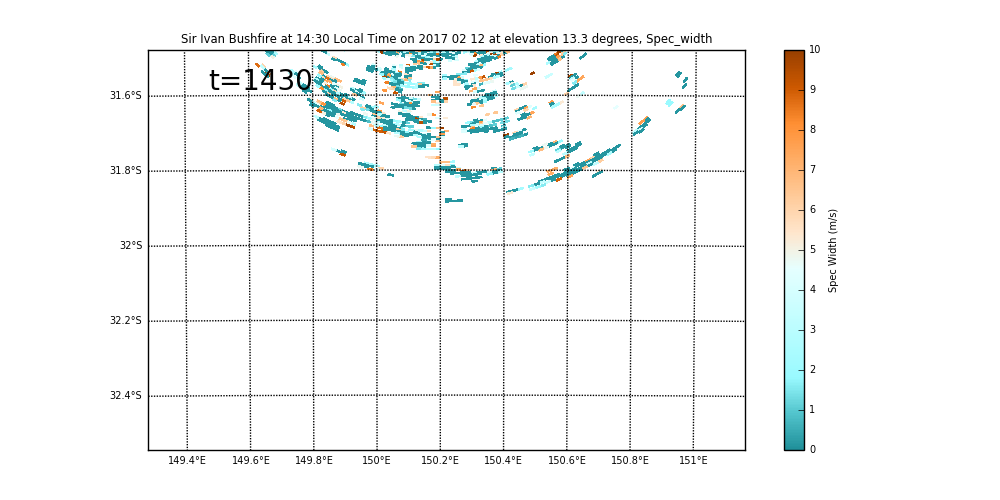 Sir Ivan Bushfire at 14:30 Local Time on 2017 02 12 at elevation 13.3 degrees, Spec_width
t=1430
31.6°S
31.8°S
32°S
32.2°S
32.4°S
149.4°E 149.6°E 149.8°E 150°E 150.2°E 150.4°E 150.6°E 150.8°E 151°E
10
9
8
7
6
5
4
3
2
1
0
Spec Width (m/s)